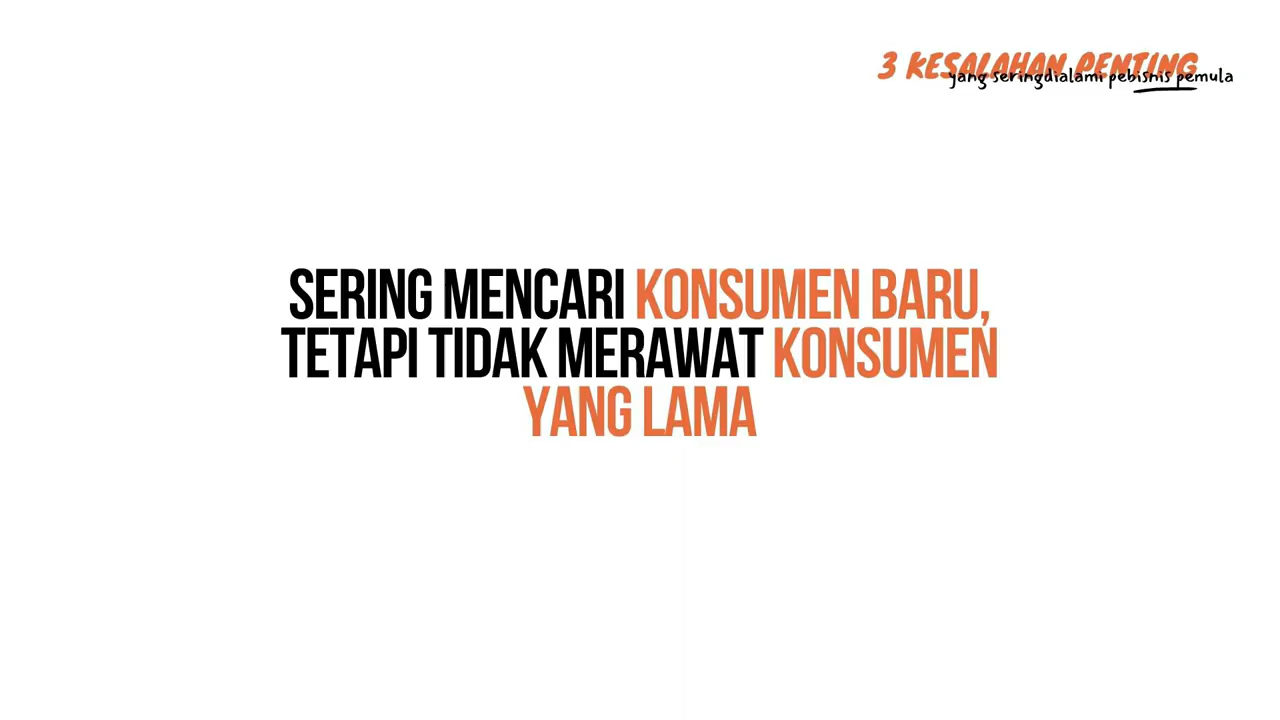 3 KESALAHAN PENTING
yang seringdialami pebisnis pemula
SERING MENCARI KONSUMEN BARU,
TETAPI TIDAK MERAWAT KONSUMEN
YANG LAMA